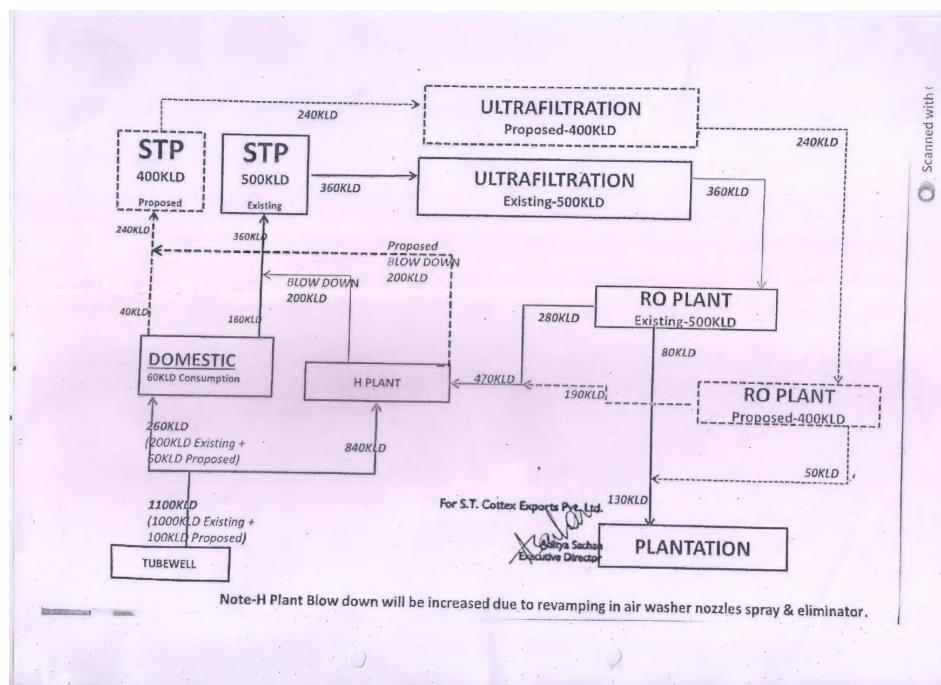 ULTRAFILTRATION
Proposed-400KLD
240KLD
240KLD
STP
400KLD
Proposed
STP
500KLD
Existing
360KLD
ULTRAFILTRATION
Existing-500KLD
360KLD
240KLD
360KLD
Proposed
BLOW DOWN
200KLD
BLOW DOWN
200KLD
40KLD
160KLD
RO PLANT
Existing-500KLD
280KLD
80KLD
DOMESTIC
60KLD Consumption
H PLANT
470KLD
190KLD
RO PLANT
Proposed-400KLD
260KLD
(200KLD Existing +
60KLD Proposed)
840KLD
50KLD
1100KLD
(1000KLD Existing +
100KLD Proposed)
130KLD
For S.T. Cottex Exports Pvt. Ltd.
Aditya Sachan
Executive Director
PLANTATION
TUBEWELL
Note-H Plant Blow down will be increased due to revamping in air washer nozzles spray & eliminator.
Scanned with